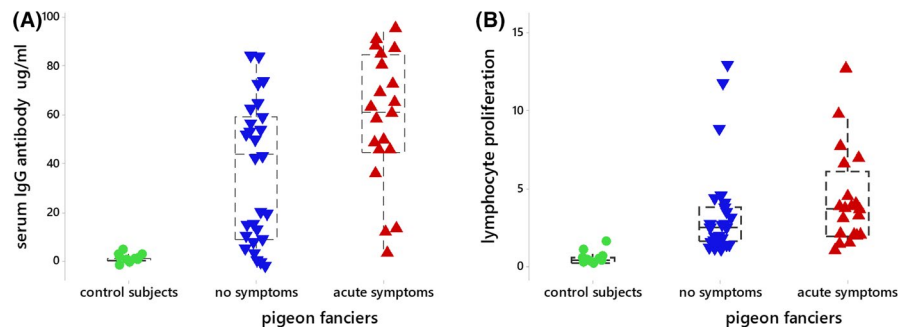 (A)
serum IgG antibody ug/ml
100
80
60
40
20
0
control subjects
no symptoms
acute symptoms
pigeon fanciers
(B)
lymphocyte proliferation
15
10
5
0
control subjects
no symptoms
acute symptoms
pigeon fanciers